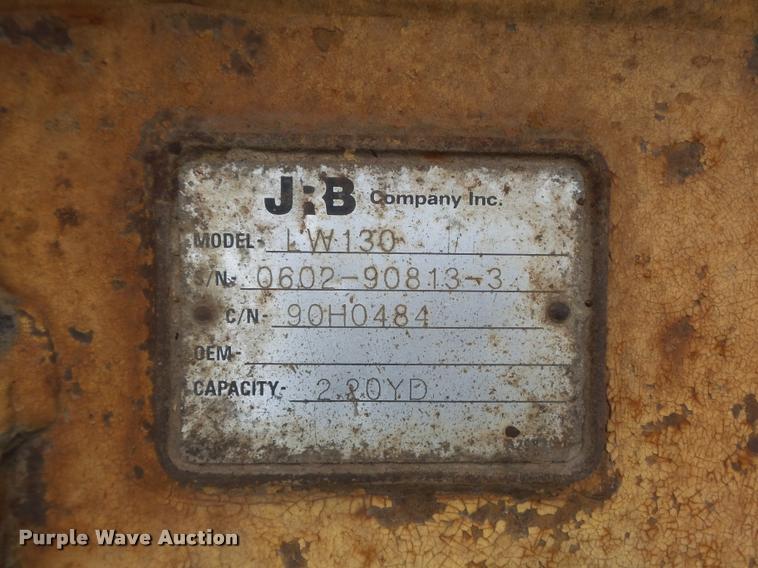 JRB Company Inc.
MODEL- LW130
S/N- 0602-90813-3
C/N- 90H0484
OEM-
CAPACITY- 2.20YD
Purple Wave Auction